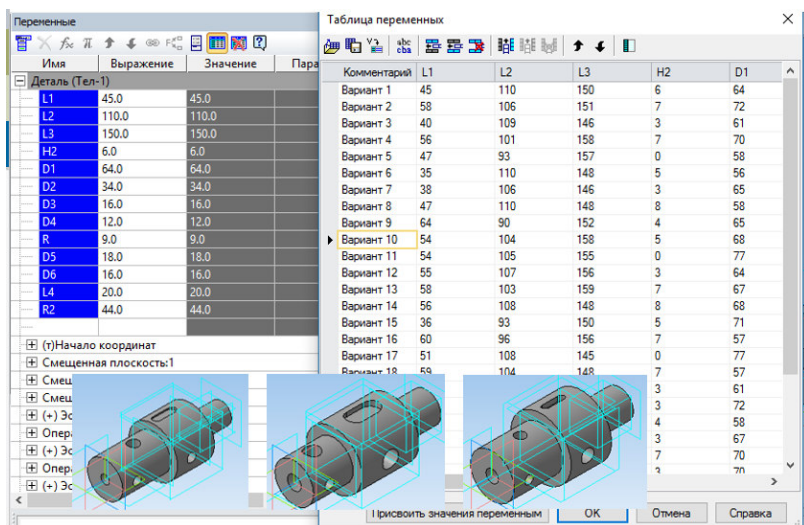 Переменные
Имя Выражение Значение Пара
Деталь (Тел-1)
L1 45.0 45.0
L2 110.0 110.0
L3 150.0 150.0
H2 6.0 6.0
D1 64.0 64.0
D2 34.0 34.0
D3 16.0 16.0
D4 12.0 12.0
R 9.0 9.0
D5 18.0 18.0
D6 16.0 16.0
L4 20.0 20.0
R2 44.0 44.0
(т)Начало координат
Смещенная плоскость:1
Смещ
Смещ
(+) Эс
Опера
(+) Эс
Опера
(+) Эс
Таблица переменных
Комментарий L1 L2 L3 H2 D1
Вариант 1 45 110 150 6 64
Вариант 2 58 106 151 7 72
Вариант 3 40 109 146 3 61
Вариант 4 56 101 158 7 70
Вариант 5 47 93 157 0 58
Вариант 6 35 110 148 5 56
Вариант 7 38 106 146 3 65
Вариант 8 47 110 148 8 58
Вариант 9 64 90 152 4 65
Вариант 10 54 104 158 5 68
Вариант 11 54 105 155 0 77
Вариант 12 55 107 156 3 64
Вариант 13 58 103 159 7 67
Вариант 14 56 108 148 8 68
Вариант 15 36 93 150 5 71
Вариант 16 60 96 156 7 57
Вариант 17 51 108 145 0 77
Вариант 18 59 104 148 7 57
3 61
3 72
4 58
3 67
7 70
3 70
Присвоить значения переменным OK Отмена Справка